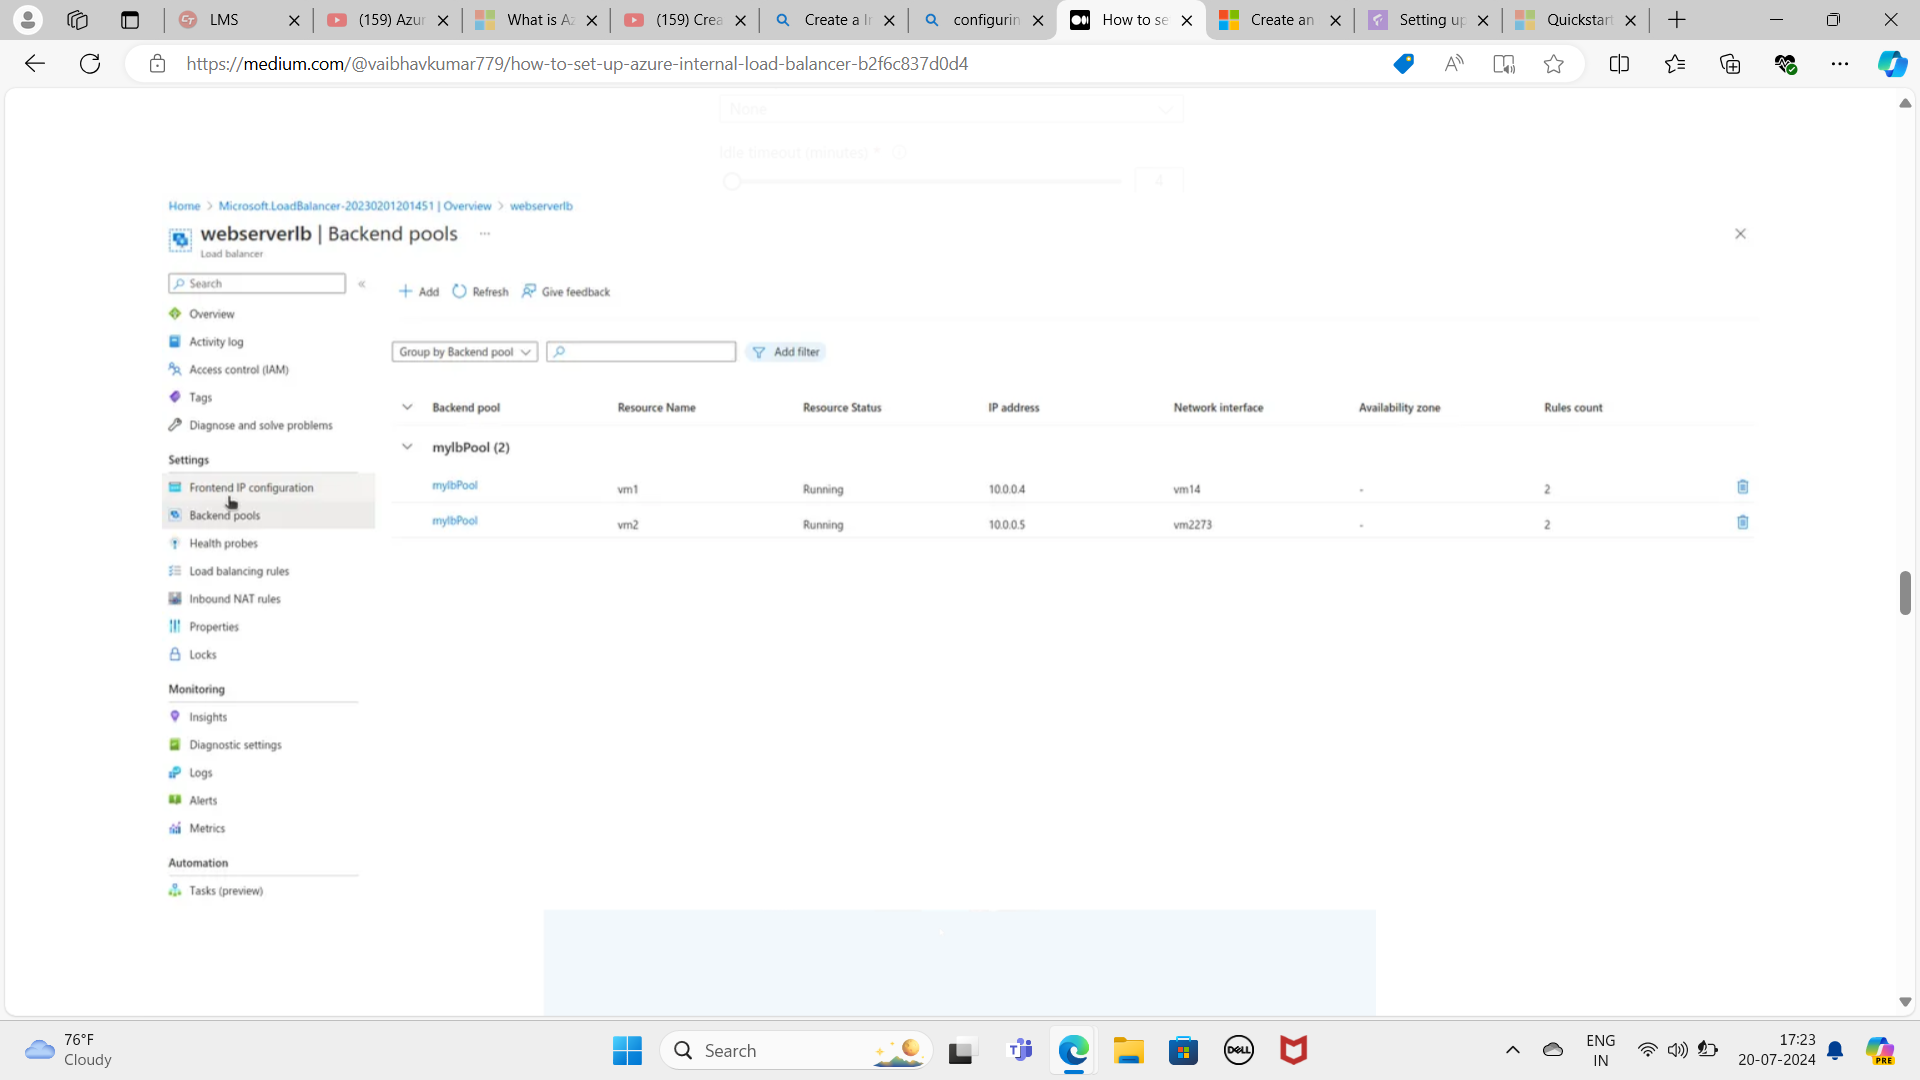 LMS
(159) Azur
What is Az
(159) Crea
Create a In
configurin
How to se
Create an
Setting up
Quickstart
https://medium.com/@vaibhavkumar779/how-to-set-up-azure-internal-load-balancer-b2f6c837d0d4
None
Idle timeout (minutes) *
4
Home > Microsoft.LoadBalancer-20230201201451 | Overview > webserverlb
webserverlb | Backend pools ...
Load balancer
Search «
Add Refresh Give feedback
Overview
Activity log
Group by Backend pool Add filter
Access control (IAM)
Tags
Backend pool Resource Name Resource Status IP address Network interface Availability zone Rules count
Diagnose and solve problems
mylbPool (2)
Settings
Frontend IP configuration
mylbPool vm1 Running 10.0.0.4 vm14 - 2
Backend pools
mylbPool vm2 Running 10.0.0.5 vm2273 - 2
Health probes
Load balancing rules
Inbound NAT rules
Properties
Locks
Monitoring
Insights
Diagnostic settings
Logs
Alerts
Metrics
Automation
Tasks (preview)
76°F
Cloudy
Search
DELL
ENG
IN
17:23
20-07-2024
PRE